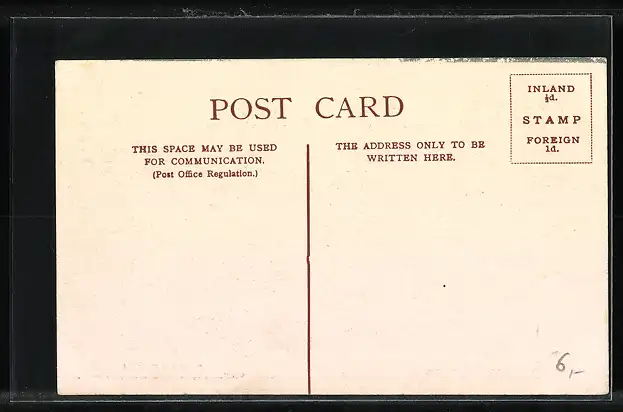 POST CARD
THIS SPACE MAY BE USED
FOR COMMUNICATION.
(Post Office Regulation.)
THE ADDRESS ONLY TO BE
WRITTEN HERE.
INLAND
½d.
STAMP
FOREIGN
1d.
6,-